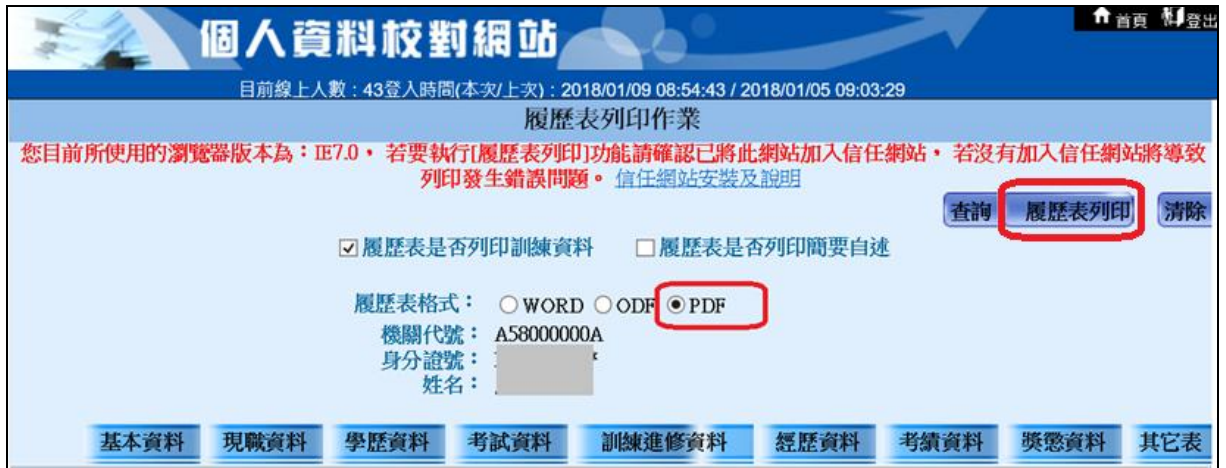 個人資料校對網站
首頁 登出
目前線上人數：43登入時間(本次/上次)：2018/01/09 08:54:43 / 2018/01/05 09:03:29
履歷表列印作業
您目前所使用的瀏覽器版本為：IE7.0， 若要執行[履歷表列印]功能請確認已將此網站加入信任網站， 若沒有加入信任網站將導致
列印發生錯誤問題。 信任網站安裝及說明
查詢 履歷表列印 清除
履歷表是否列印訓練資料 履歷表是否列印簡要自述
履歷表格式： WORD ODF PDF
機關代號： A58000000A
身分證號：
姓名：
基本資料 現職資料 學歷資料 考試資料 訓練進修資料 經歷資料 考績資料 獎懲資料 其它表